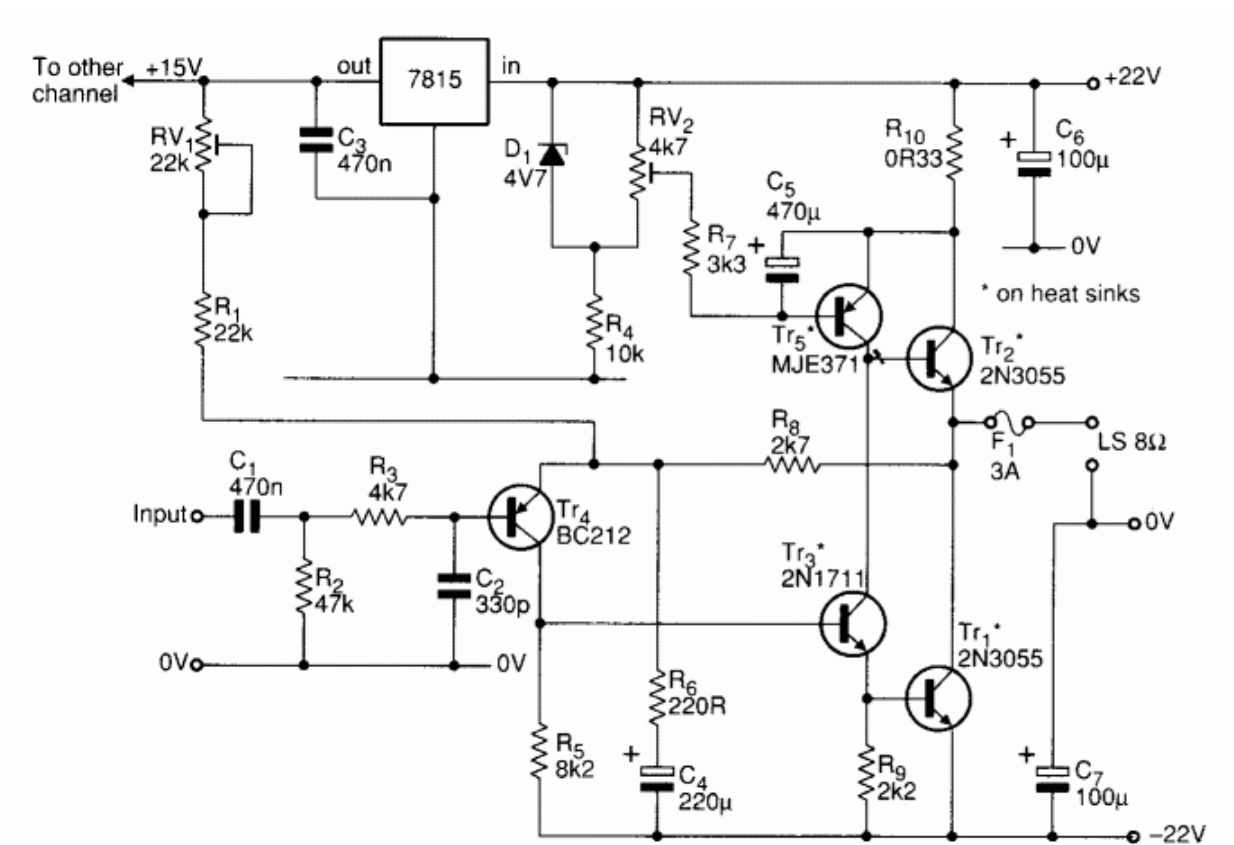 To other
channel
+15V
out
7815
in
+22V
RV1
22k
C3
470n
D1
4V7
RV2
4k7
R10
0R33
C6
100µ
C5
470µ
R7
3k3
0V
* on heat sinks
R1
22k
R4
10k
Tr5*
MJE371
Tr2*
2N3055
R8
2k7
F1
3A
LS 8Ω
C1
470n
R3
4k7
Input
Tr4
BC212
0V
Tr3*
2N1711
R2
47k
C2
330p
0V
0V
Tr1*
2N3055
R6
220R
R5
8k2
C4
220µ
R9
2k2
C7
100µ
–22V